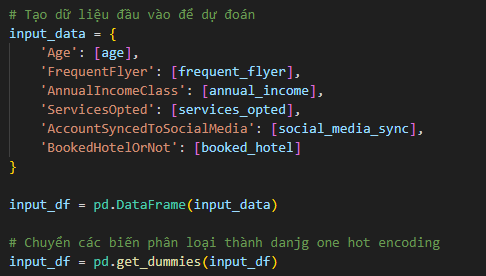 # Tạo dữ liệu đầu vào để dự đoán
input_data = {
    'Age': [age],
    'FrequentFlyer': [frequent_flyer],
    'AnnualIncomeClass': [annual_income],
    'ServicesOpted': [services_opted],
    'AccountSyncedToSocialMedia': [social_media_sync],
    'BookedHotelOrNot': [booked_hotel]
}
input_df = pd.DataFrame(input_data)
# Chuyển các biến phân loại thành danjg one hot encoding
input_df = pd.get_dummies(input_df)